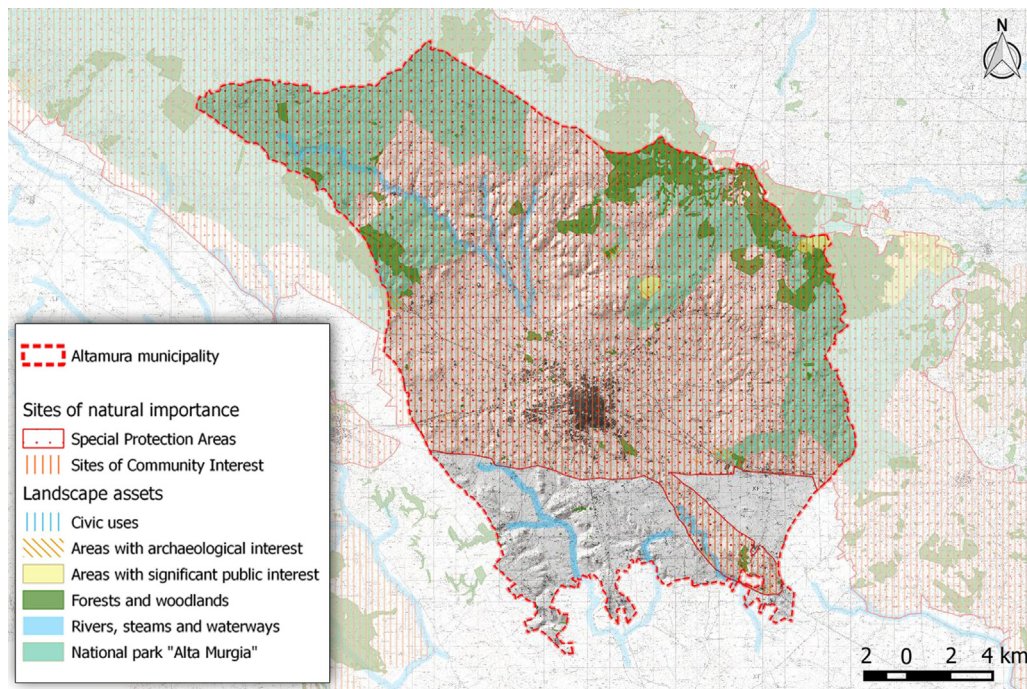 N
Altamura municipality
Sites of natural importance
Special Protection Areas
Sites of Community Interest
Landscape assets
Civic uses
Areas with archaeological interest
Areas with significant public interest
Forests and woodlands
Rivers, steams and waterways
National park "Alta Murgia"
2 0 2 4 km